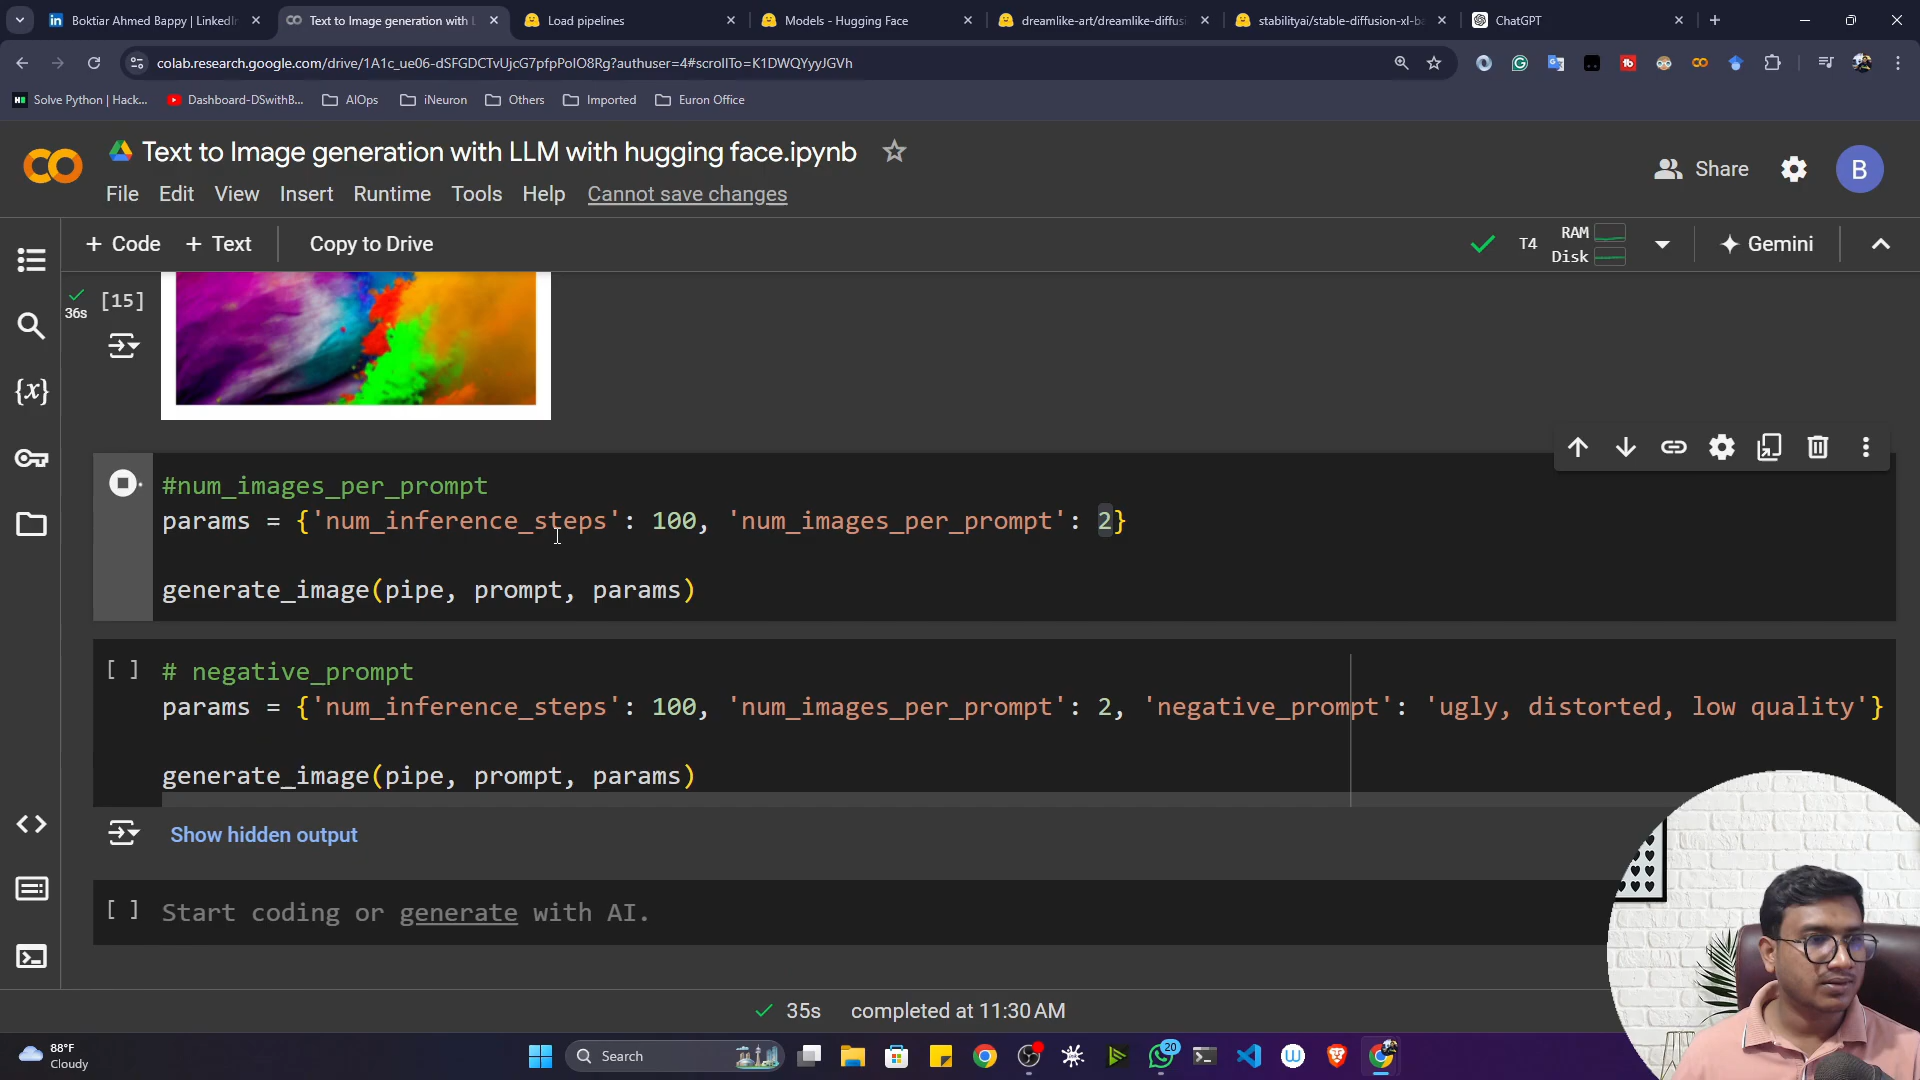 Boktiar Ahmed Bappy | LinkedIn
Text to Image generation with L
Load pipelines
Models - Hugging Face
dreamlike-art/dreamlike-diffus
stabilityai/stable-diffusion-xl-ba
ChatGPT
colab.research.google.com/drive/1A1c_ue06-dSFGDCTvUjcG7pfpPoIO8Rg?authuser=4#scrollTo=K1DWQYyyJGVh
Solve Python | Hack...
Dashboard-DSwithB...
AIOps
iNeuron
Others
Imported
Euron Office
Text to Image generation with LLM with hugging face.ipynb
Share
B
File Edit View Insert Runtime Tools Help Cannot save changes
+ Code + Text Copy to Drive
T4
RAM
Disk
Gemini
36s
[15]
#num_images_per_prompt
params = {'num_inference_steps': 100, 'num_images_per_prompt': 2}
generate_image(pipe, prompt, params)
[ ]
# negative_prompt
params = {'num_inference_steps': 100, 'num_images_per_prompt': 2, 'negative_prompt': 'ugly, distorted, low quality'}
generate_image(pipe, prompt, params)
Show hidden output
[ ] Start coding or generate with AI.
35s completed at 11:30 AM
88°F
Cloudy
Search
20